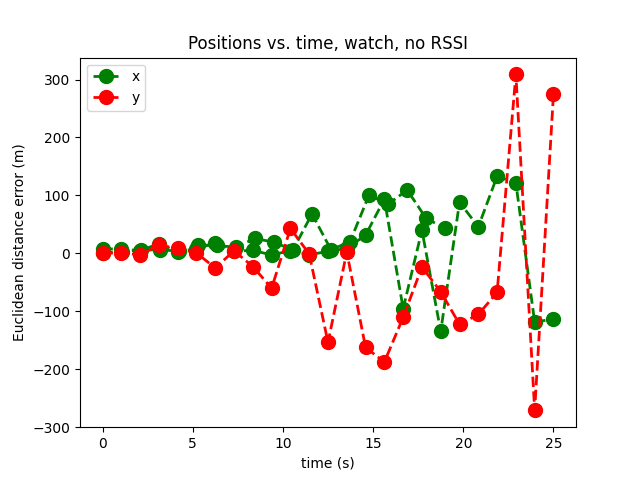 Positions vs. time, watch, no RSSI
x
y
Euclidean distance error (m)
300
200
100
0
−100
−200
−300
0 5 10 15 20 25
time (s)